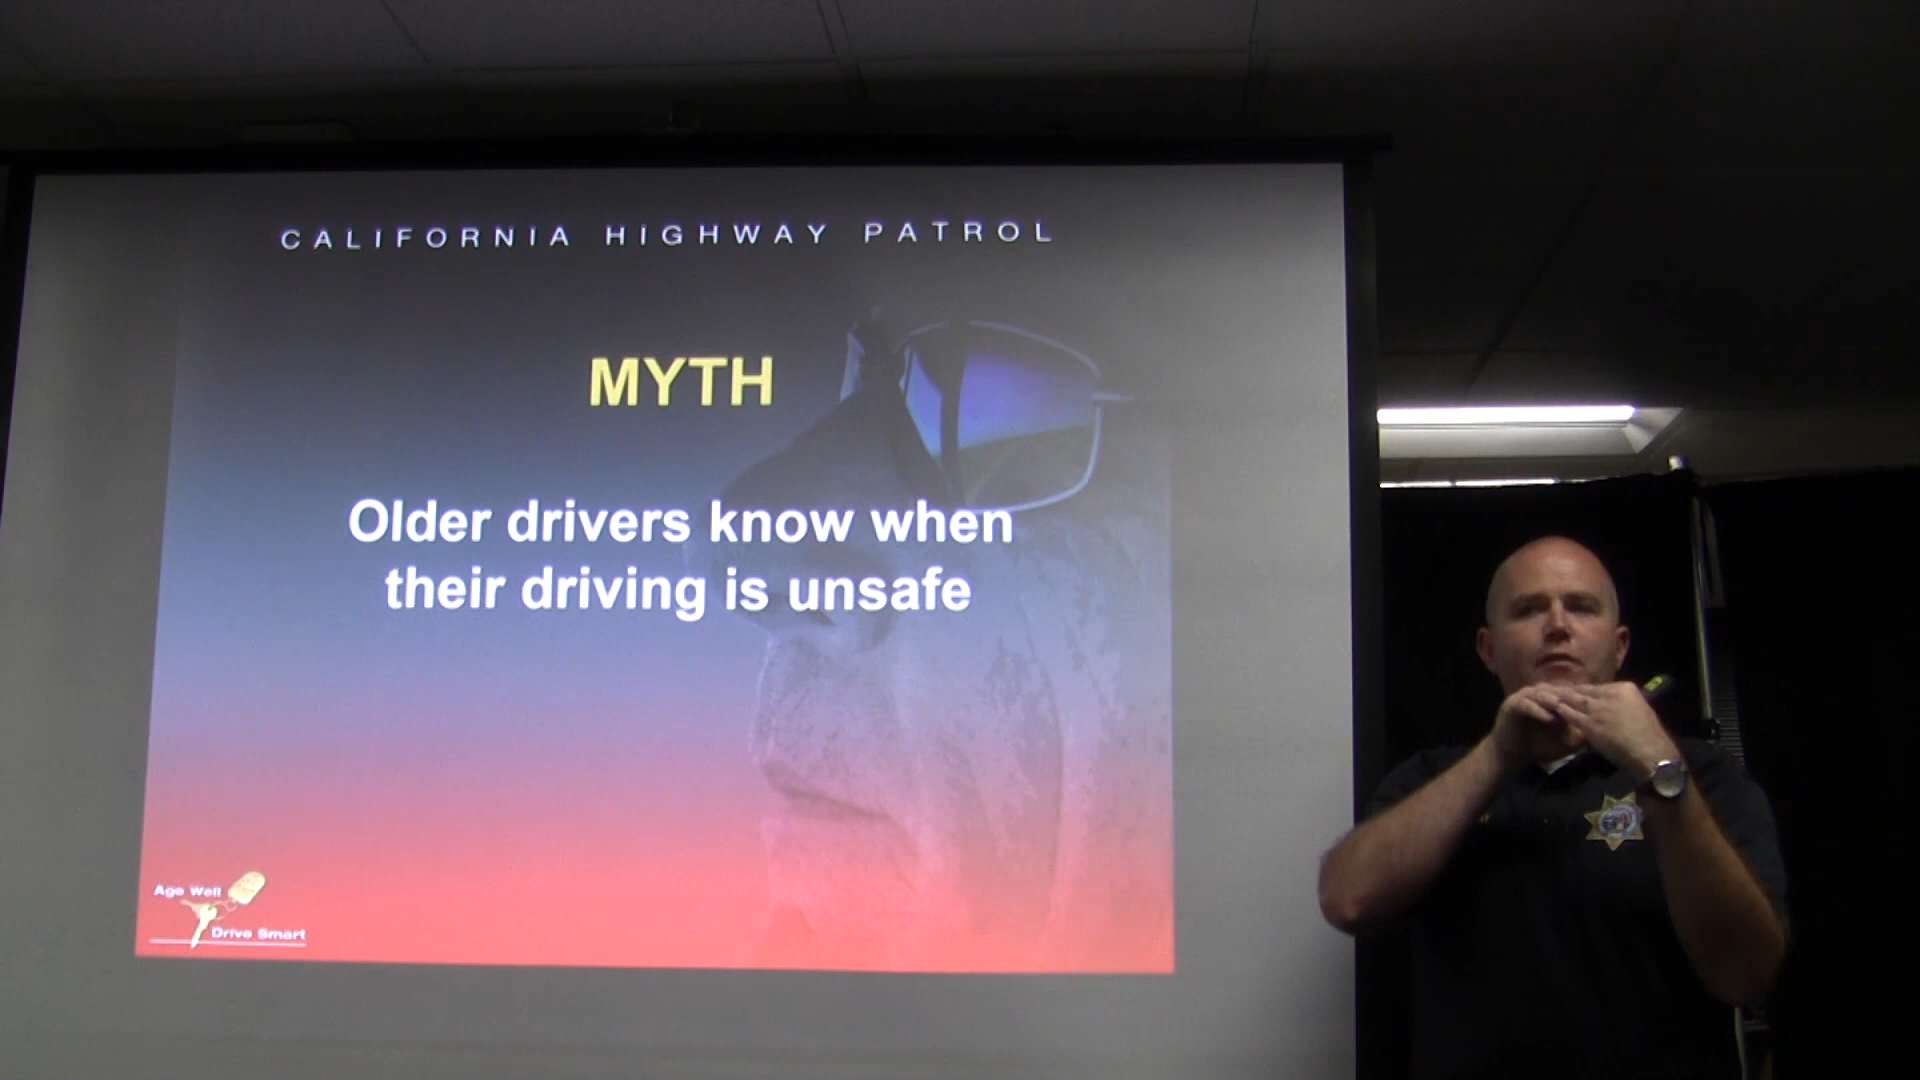 CALIFORNIA HIGHWAY PATROL
MYTH
Older drivers know when
their driving is unsafe
Age Well
Drive Smart